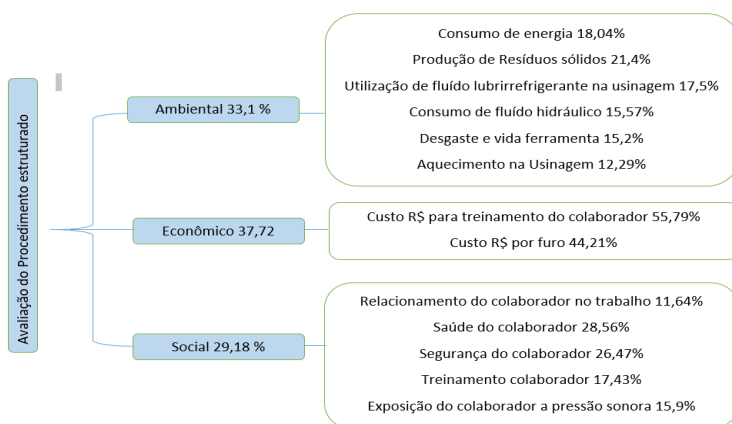 Avaliação do Procedimento estruturado
Ambiental 33,1 %
Consumo de energia 18,04%
Produção de Resíduos sólidos 21,4%
Utilização de fluído lubrirrefrigerante na usinagem 17,5%
Consumo de fluído hidráulico 15,57%
Desgaste e vida ferramenta 15,2%
Aquecimento na Usinagem 12,29%
Econômico 37,72
Custo R$ para treinamento do colaborador 55,79%
Custo R$ por furo 44,21%
Social 29,18 %
Relacionamento do colaborador no trabalho 11,64%
Saúde do colaborador 28,56%
Segurança do colaborador 26,47%
Treinamento colaborador 17,43%
Exposição do colaborador a pressão sonora 15,9%